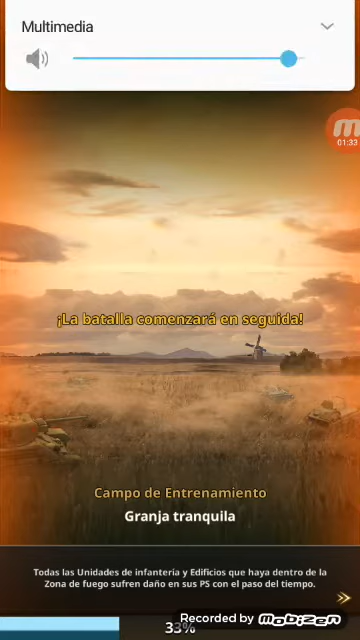 Multimedia
01:33
¡La batalla comenzará en seguida!
Campo de Entrenamiento
Granja tranquila
Todas las Unidades de infantería y Edificios que haya dentro de la
Zona de fuego sufren daño en sus PS con el paso del tiempo.
33%
Recorded by mobizen